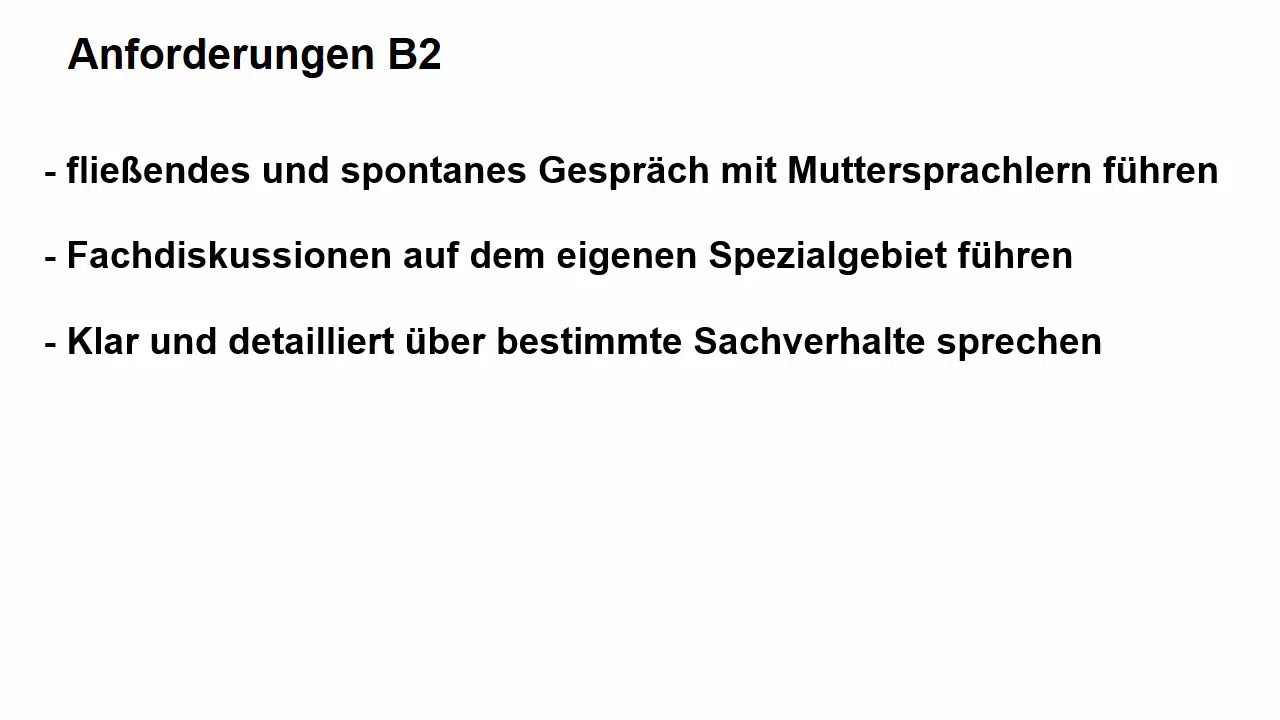 Anforderungen B2
- fließendes und spontanes Gespräch mit Muttersprachlern führen
- Fachdiskussionen auf dem eigenen Spezialgebiet führen
- Klar und detailliert über bestimmte Sachverhalte sprechen